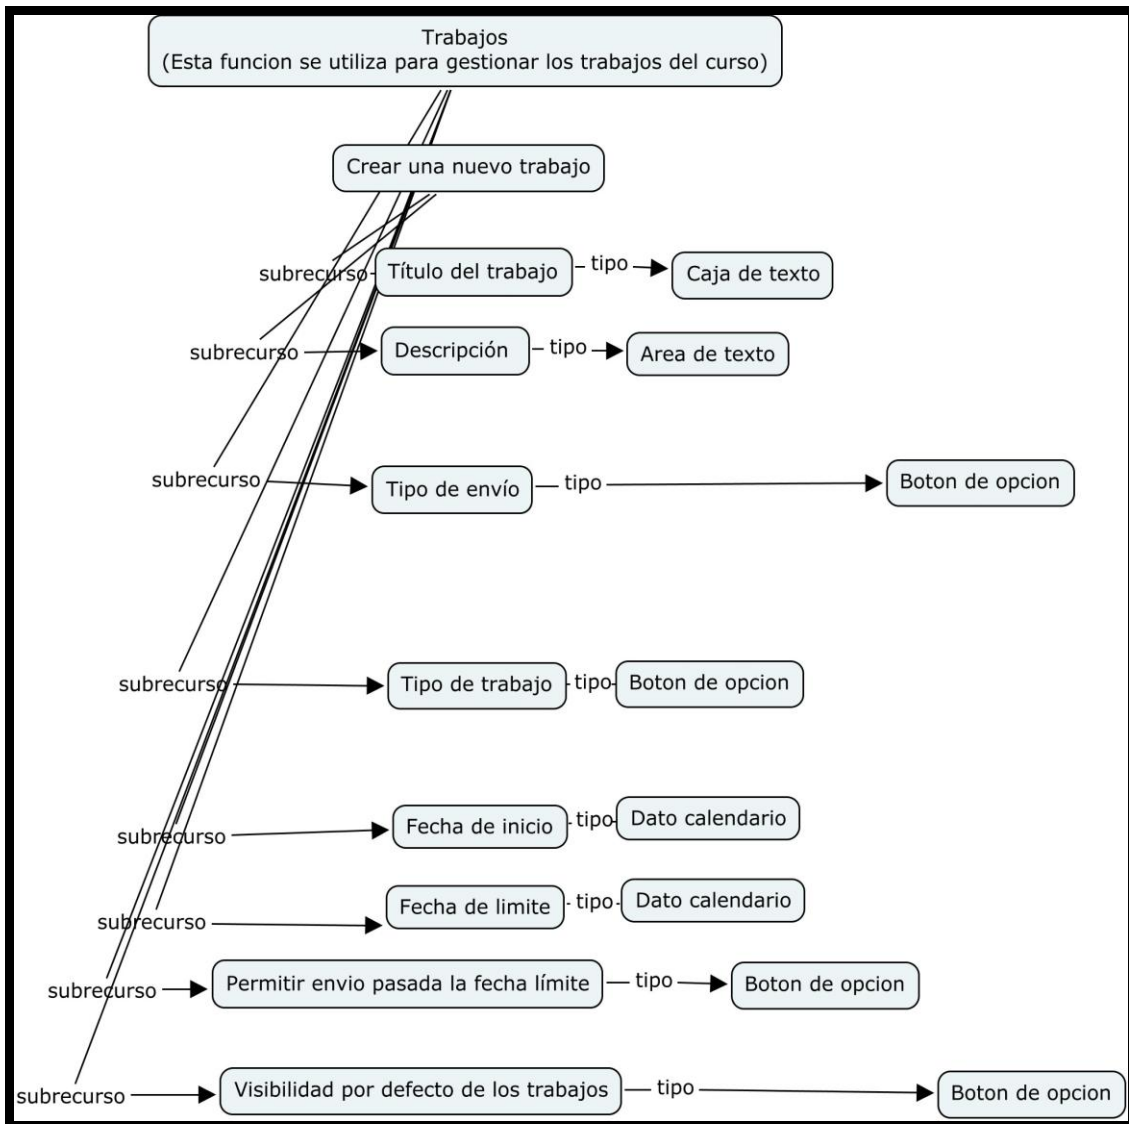 Trabajos
(Esta funcion se utiliza para gestionar los trabajos del curso)
Crear una nuevo trabajo
subrecurso Título del trabajo tipo Caja de texto
subrecurso Descripción tipo Area de texto
subrecurso Tipo de envío tipo Boton de opcion
subrecurso Tipo de trabajo tipo Boton de opcion
subrecurso Fecha de inicio tipo Dato calendario
subrecurso Fecha de limite tipo Dato calendario
subrecurso Permitir envio pasada la fecha límite tipo Boton de opcion
subrecurso Visibilidad por defecto de los trabajos tipo Boton de opcion